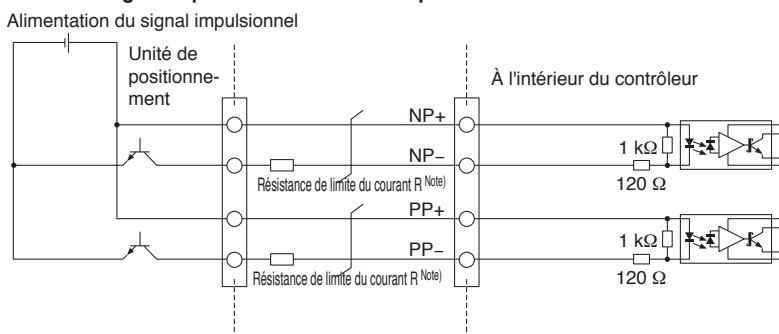 Alimentation du signal impulsionnel
Unité de
positionne-
ment
À l'intérieur du contrôleur
NP+
NP−
1 kΩ
120 Ω
Résistance de limite du courant R Note)
PP+
PP−
1 kΩ
120 Ω
Résistance de limite du courant R Note)